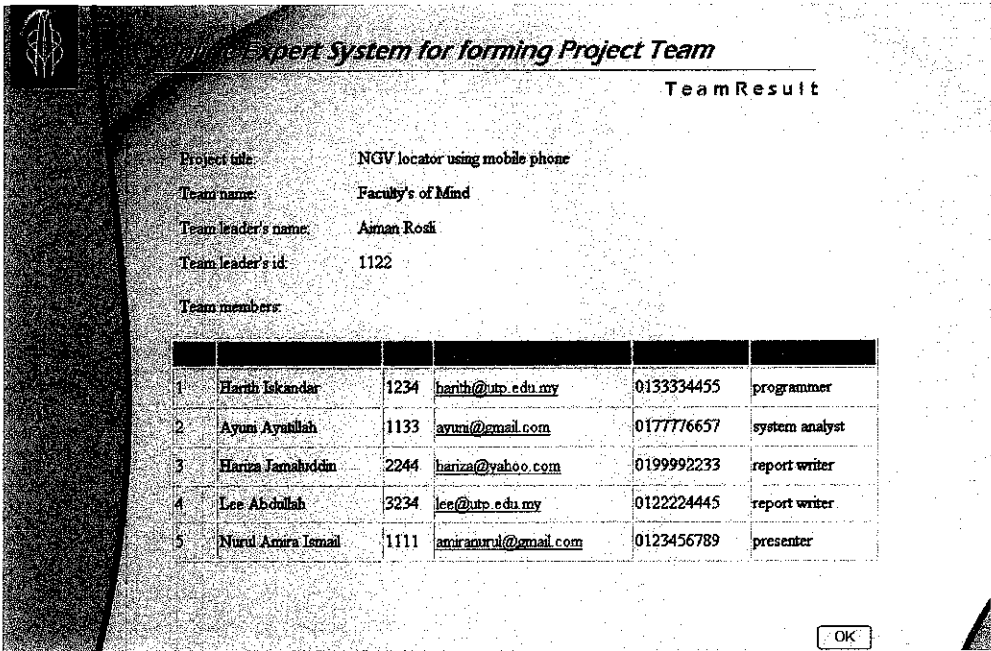 Expert System for forming Project Team
TeamResult
Project title: NGV locator using mobile phone
Team name: Faculty's of Mind
Team leader's name: Aiman Rosli
Team leader's id: 1122
Team members:
1 Harith Iskandar 1234 harith@utp.edu.my 0133334455 programmer
2 Ayuni Ayatillah 1133 ayuni@gmail.com 0177776657 system analyst
3 Hariza Jamaluddin 2244 hariza@yahoo.com 0199992233 report writer
4 Lee Abdullah 3234 lee@utp.edu.my 0122224445 report writer
5 Nurul Amira Ismail 1111 amiranurul@gmail.com 0123456789 presenter
OK